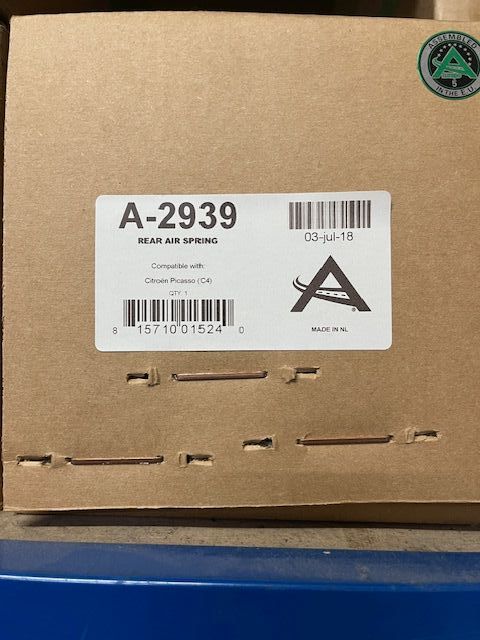 ASSEMBLED
5
IN THE E.U
A-2939
REAR AIR SPRING
03-jul-18
Compatible with:
Citroën Picasso (C4)
QTY: 1
8 15710 01524 0
MADE IN NL